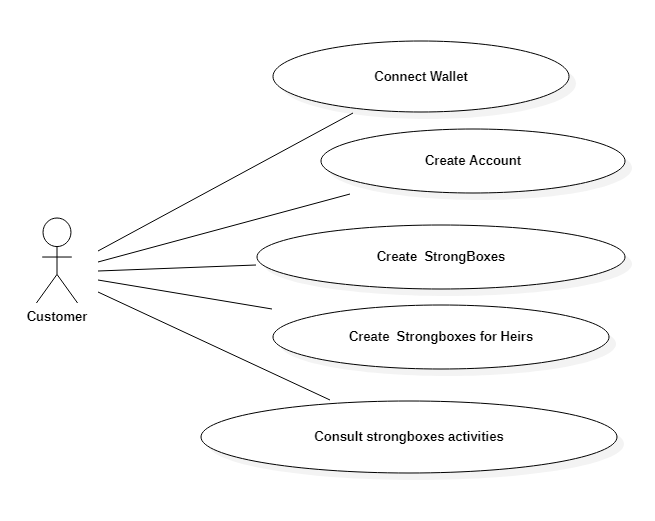 Connect Wallet
Create Account
Create  StrongBoxes
Create  Strongboxes for Heirs
Customer
Consult strongboxes activities